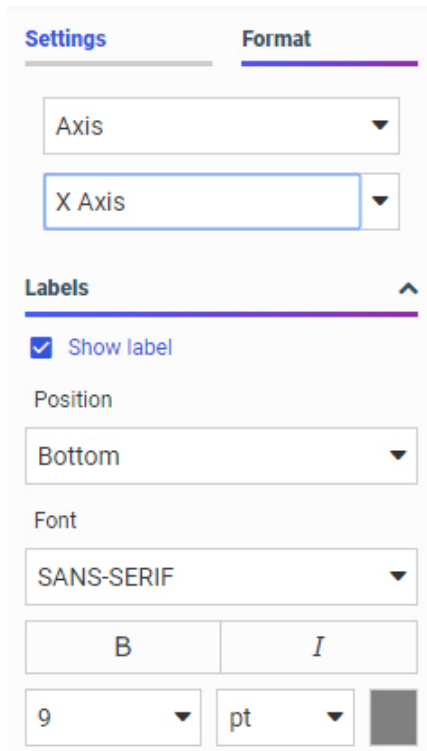 Settings Format
Axis
X Axis
Labels
Show label
Position
Bottom
Font
SANS-SERIF
B I
9 pt